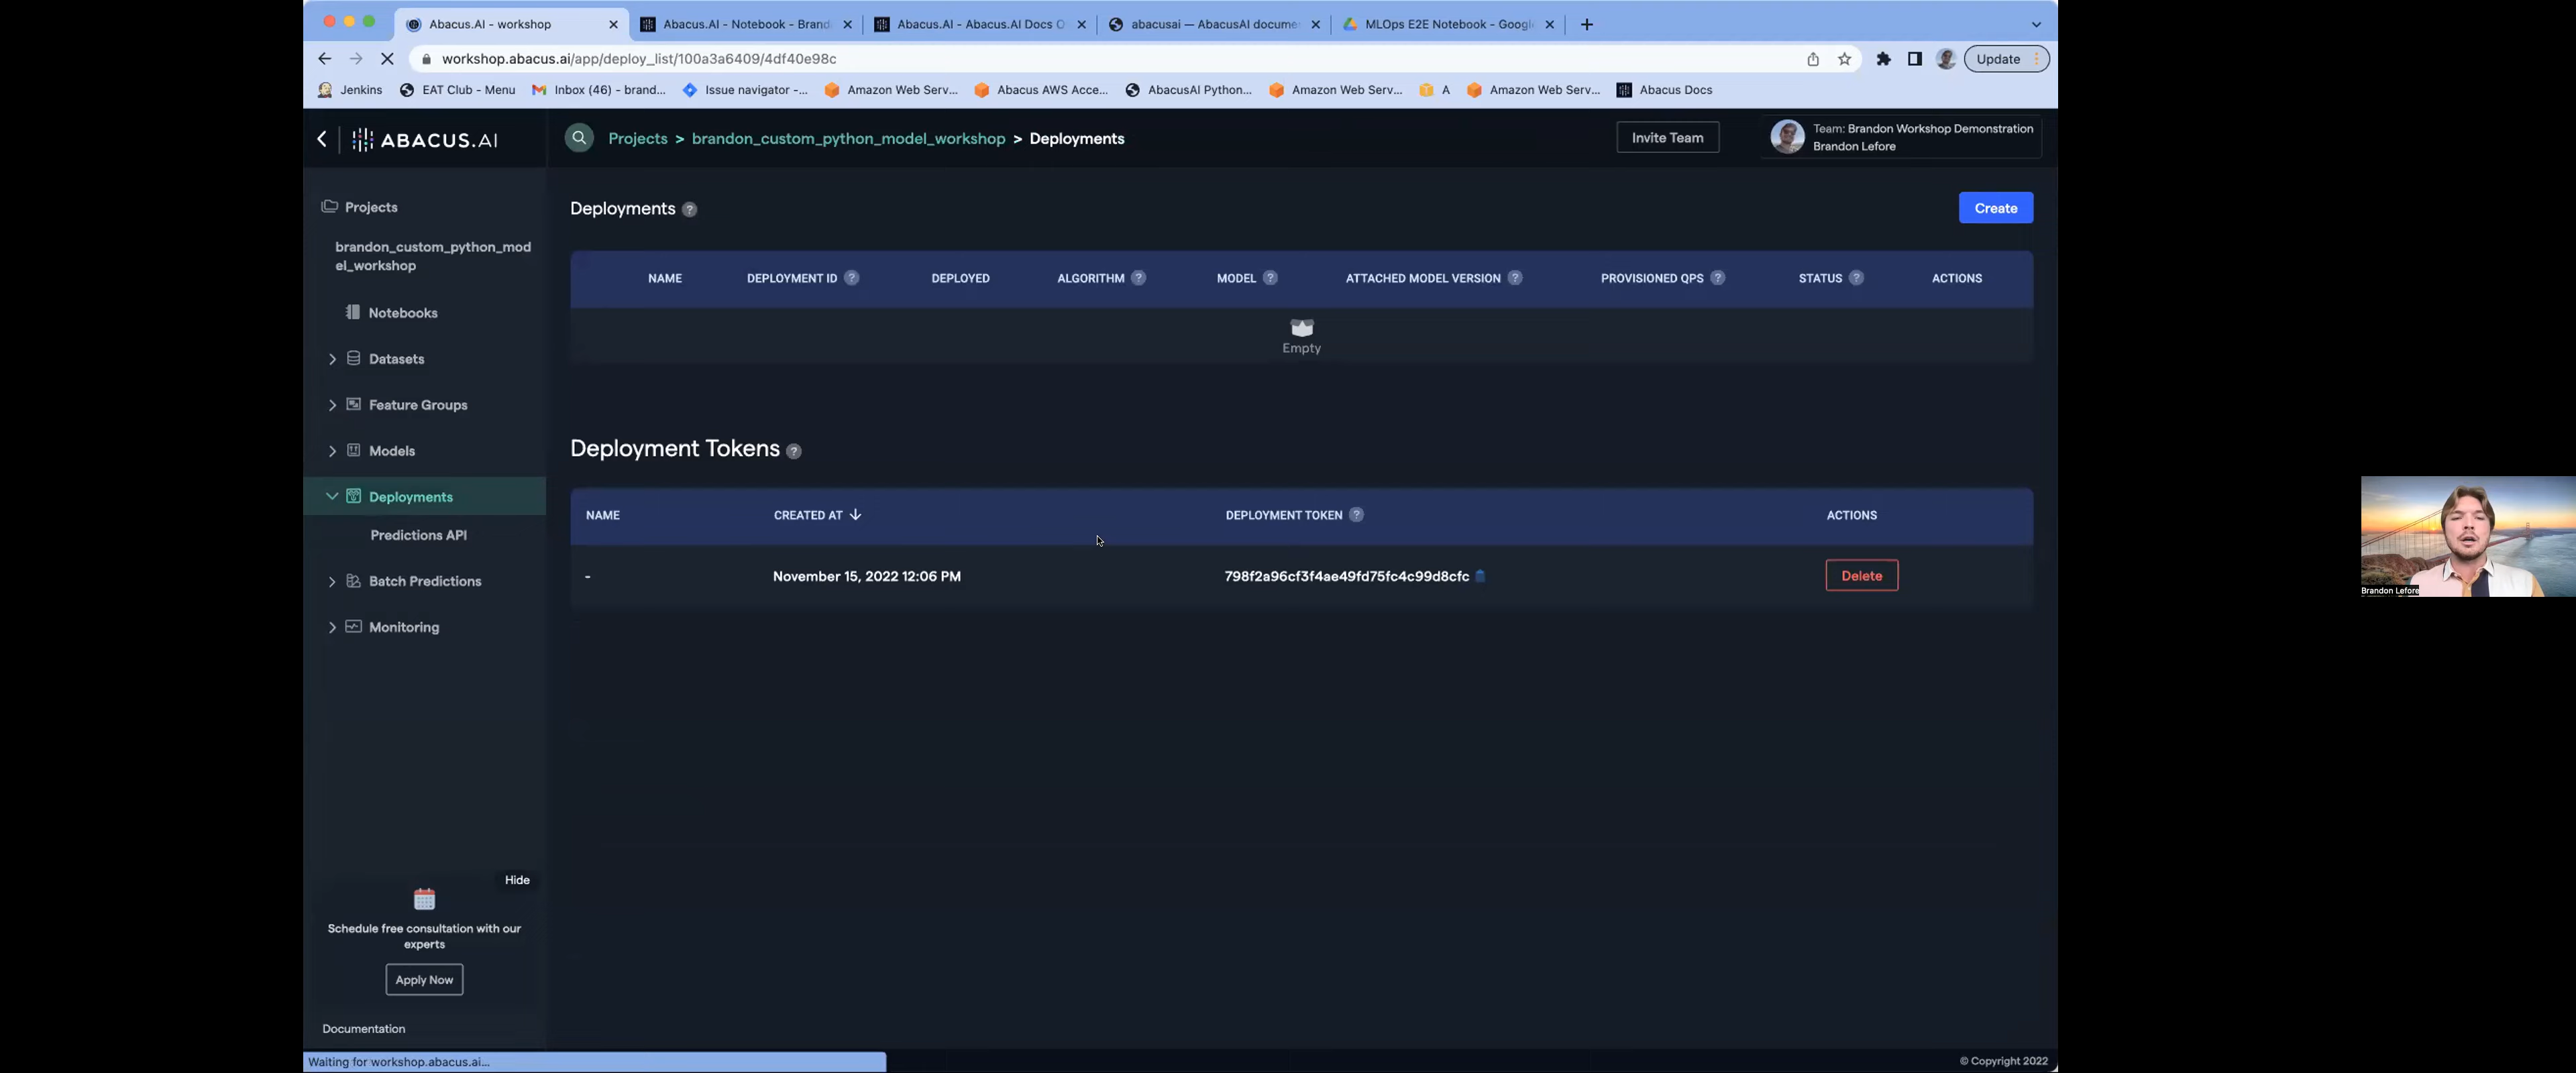 Abacus.AI - workshop
Abacus.AI - Notebook - Brand
Abacus.AI - Abacus.AI Docs O
abacusai — AbacusAI docume
MLOps E2E Notebook - Googl
workshop.abacus.ai/app/deploy_list/100a3a6409/4df40e98c
Update
Jenkins
EAT Club - Menu
Inbox (46) - brand...
Issue navigator -...
Amazon Web Serv...
Abacus AWS Acce...
AbacusAI Python...
Amazon Web Serv...
A
Amazon Web Serv...
Abacus Docs
ABACUS.AI
Projects > brandon_custom_python_model_workshop > Deployments
Invite Team
Team: Brandon Workshop Demonstration
Brandon Lefore
Projects
brandon_custom_python_mod
el_workshop
Notebooks
Datasets
Feature Groups
Models
Deployments
Predictions API
Batch Predictions
Monitoring
Hide
Schedule free consultation with our
experts
Apply Now
Documentation
Waiting for workshop.abacus.ai...
Deployments ?
Create
NAME DEPLOYMENT ID ? DEPLOYED ALGORITHM ? MODEL ? ATTACHED MODEL VERSION ? PROVISIONED QPS ? STATUS ? ACTIONS
Empty
Deployment Tokens ?
NAME CREATED AT ↓ DEPLOYMENT TOKEN ? ACTIONS
- November 15, 2022 12:06 PM 798f2a96cf3f4ae49fd75fc4c99d8cfc Delete
© Copyright 2022
Brandon Lefore